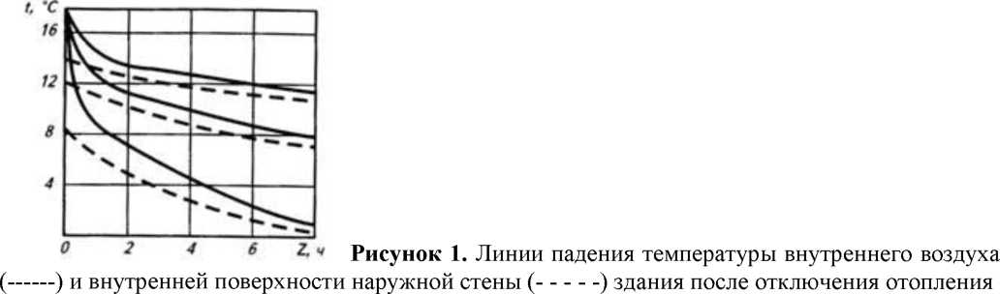 t, °C
16
12
8
4
0 2 4 6 Z, ч
Рисунок 1. Линии падения температуры внутреннего воздуха
(------) и внутренней поверхности наружной стены (- - - - -) здания после отключения отопления